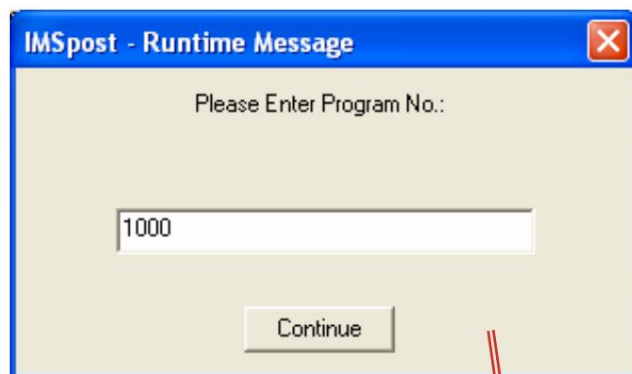 IMSpost - Runtime Message
Please Enter Program No.:
1000
Continue